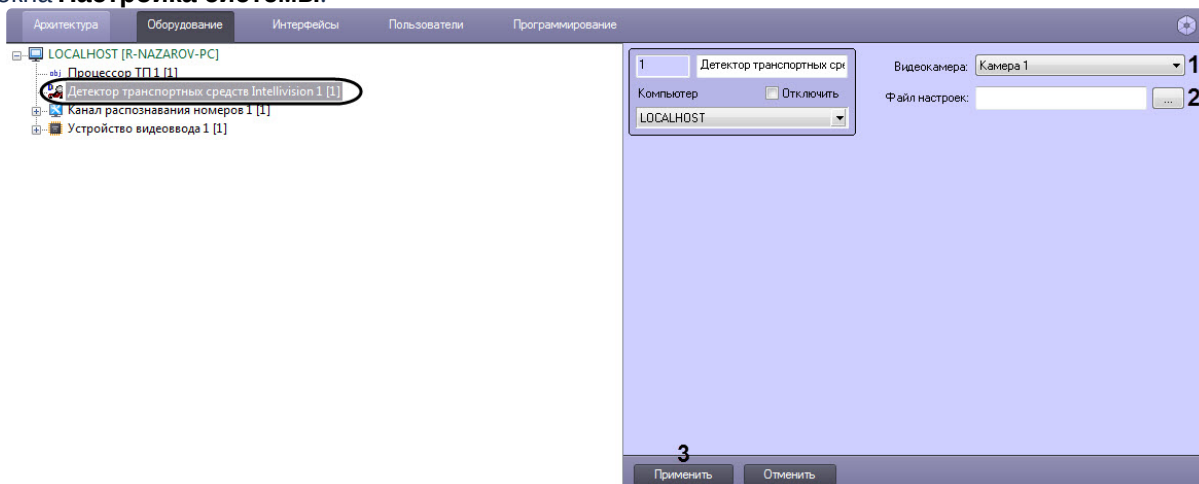 окна Настройка системы.
Архитектура Оборудование Интерфейсы Пользователи Программирование
LOCALHOST [R-NAZAROV-PC]
obj Процессор ТП 1 [1]
Детектор транспортных средств Intellivision 1 [1]
Канал распознавания номеров 1 [1]
Устройство видеоввода 1 [1]
1 Детектор транспортных сре
Компьютер Отключить
LOCALHOST
Видеокамера: Камера 1 1
Файл настроек: ... 2
3
Применить Отменить